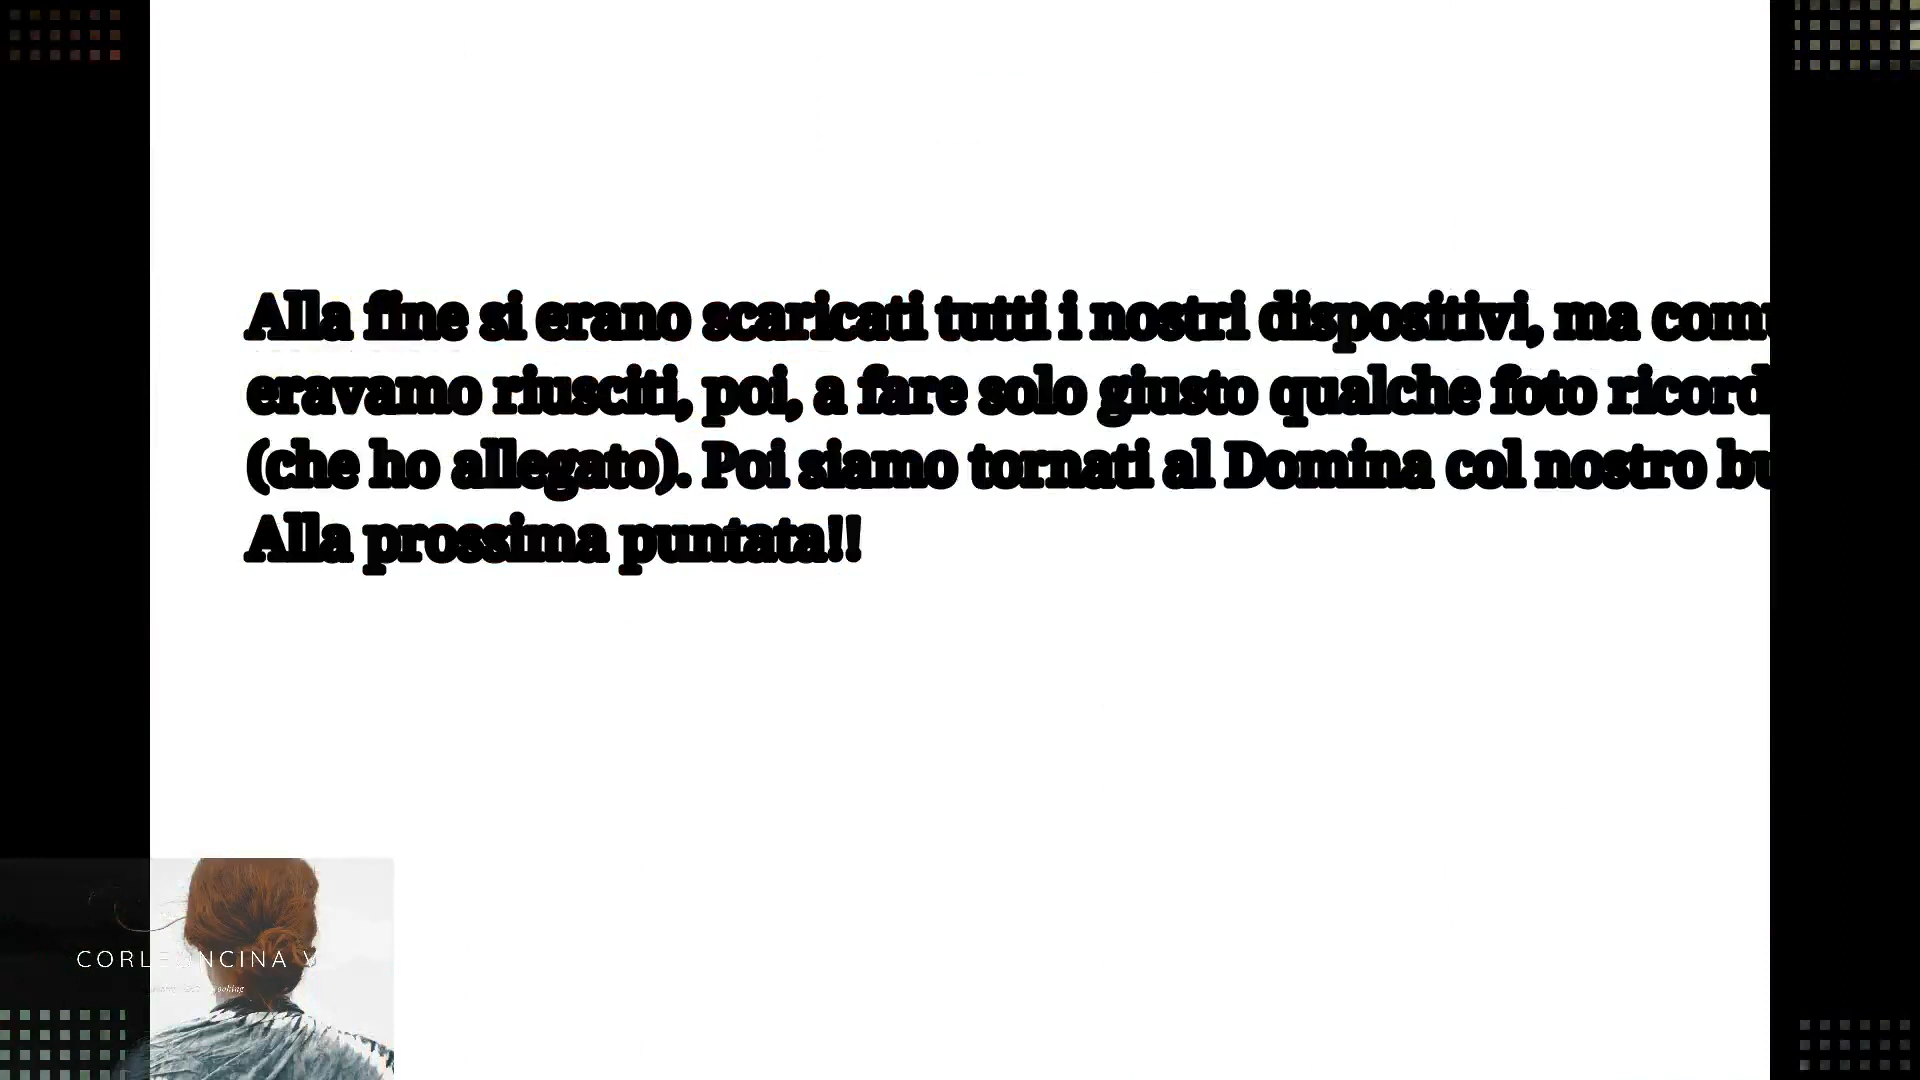 Alla fine si erano scaricati tutti i nostri dispositivi, ma com
eravamo riusciti, poi, a fare solo giusto qualche foto ricord
(che ho allegato). Poi siamo tornati al Domina col nostro bu
Alla prossima puntata!!